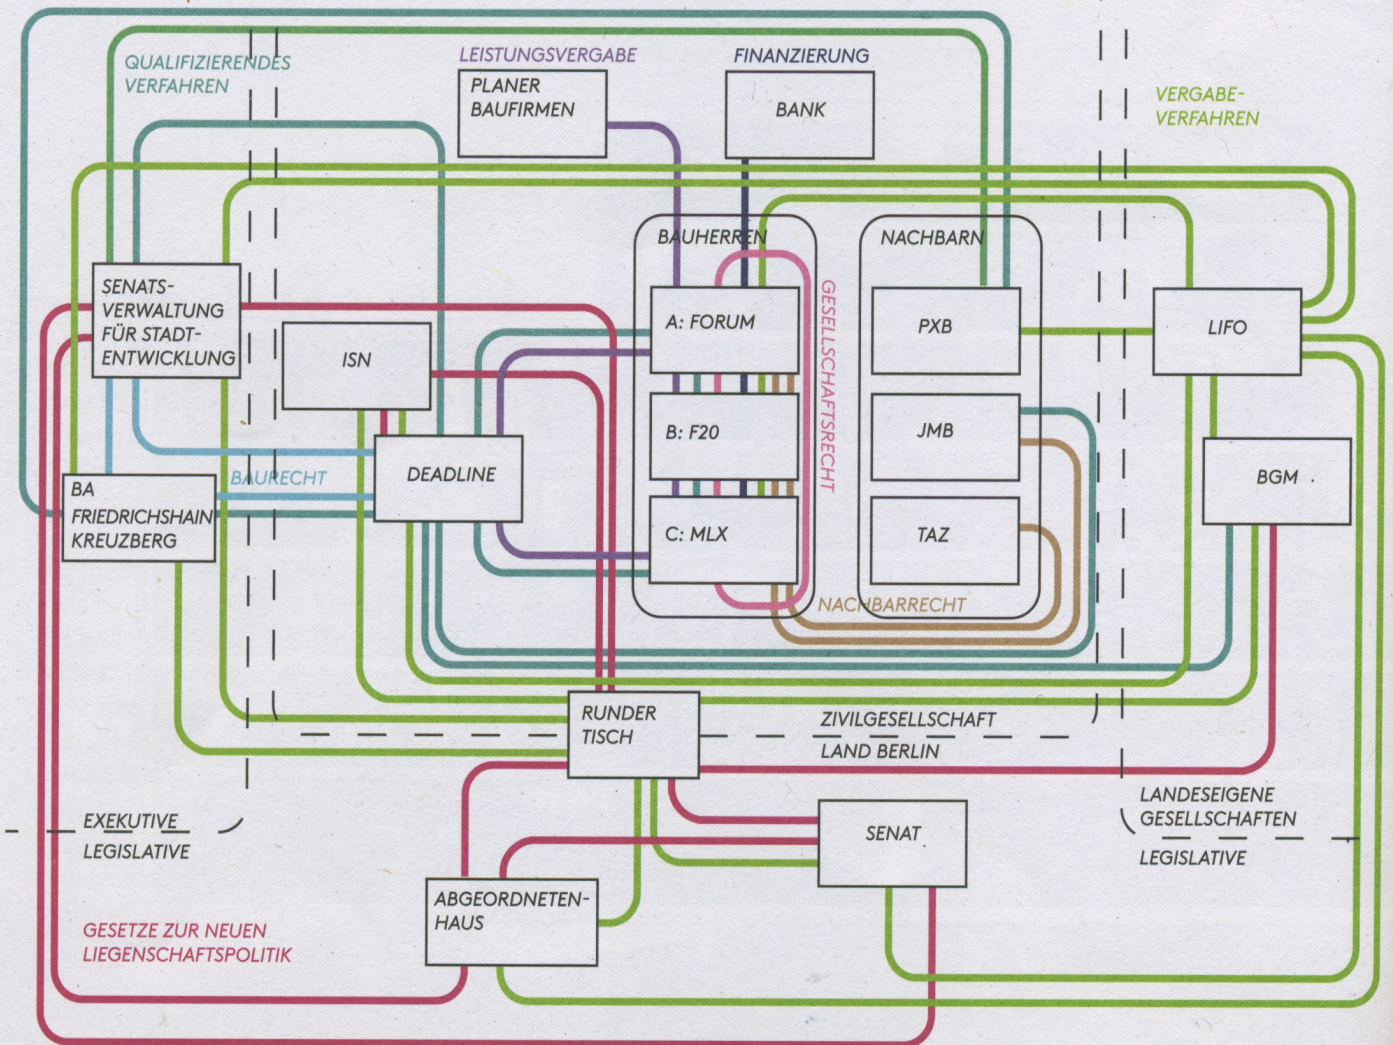 QUALIFIZIERENDES
VERFAHREN
LEISTUNGSVERGABE
PLANER
BAUFIRMEN
FINANZIERUNG
BANK
VERGABE-
VERFAHREN
BAUHERREN
NACHBARN
SENATS-
VERWALTUNG
FÜR STADT-
ENTWICKLUNG
ISN
A: FORUM
GESELLSCHAFTSRECHT
PXB
LIFO
B: F20
JMB
BAURECHT
DEADLINE
BGM
BA
FRIEDRICHSHAIN
KREUZBERG
C: MLX
TAZ
NACHBARRECHT
RUNDER
TISCH
ZIVILGESELLSCHAFT
LAND BERLIN
EXEKUTIVE
LEGISLATIVE
SENAT
LANDESEIGENE
GESELLSCHAFTEN
LEGISLATIVE
ABGEORDNETEN-
HAUS
GESETZE ZUR NEUEN
LIEGENSCHAFTSPOLITIK